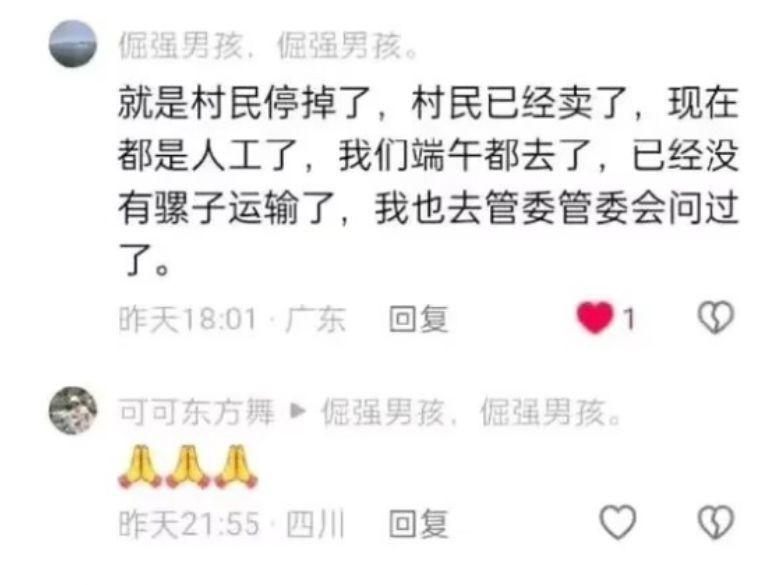 倔强男孩．倔强男孩。
就是村民停掉了，村民已经卖了，现在
都是人工了，我们端午都去了，已经没
有骡子运输了，我也去管委管委会问过
了。
昨天18:01·广东 回复 1
可可东方舞 ▶ 倔强男孩．倔强男孩。
🙏🙏🙏
昨天21:55·四川 回复